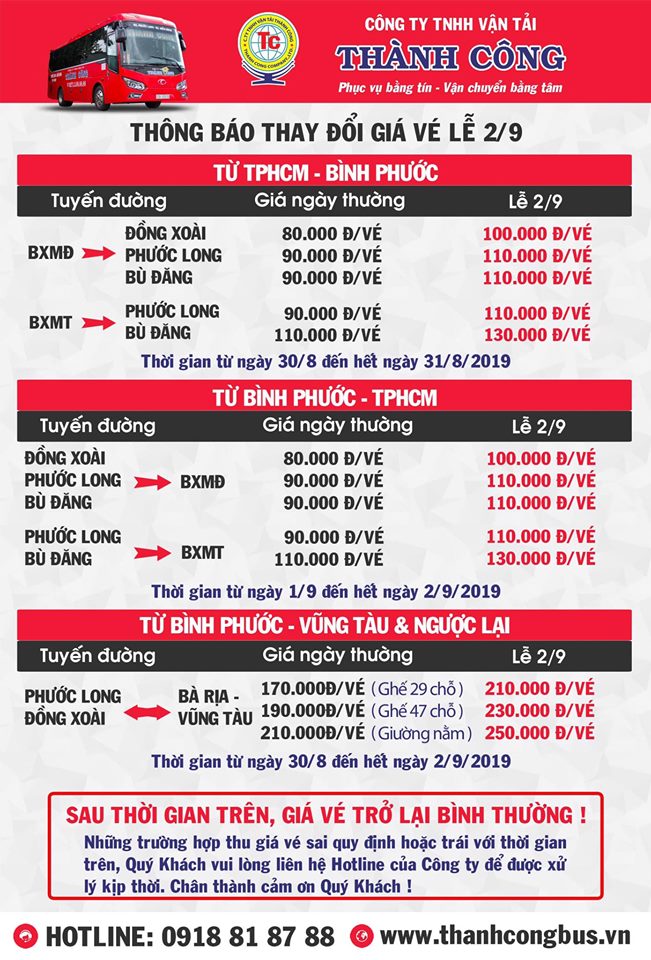 CÔNG TY TNHH VẬN TẢI
THÀNH CÔNG
Phục vụ bằng tín - Vận chuyển bằng tâm
TC
THÔNG BÁO THAY ĐỔI GIÁ VÉ LỄ 2/9
TỪ TPHCM - BÌNH PHƯỚC
Tuyến đường Giá ngày thường Lễ 2/9
BXMĐ ĐỒNG XOÀI 80.000 Đ/VÉ 100.000 Đ/VÉ
PHƯỚC LONG 90.000 Đ/VÉ 110.000 Đ/VÉ
BÙ ĐĂNG 90.000 Đ/VÉ 110.000 Đ/VÉ
BXMT PHƯỚC LONG 90.000 Đ/VÉ 110.000 Đ/VÉ
BÙ ĐĂNG 110.000 Đ/VÉ 130.000 Đ/VÉ
Thời gian từ ngày 30/8 đến hết ngày 31/8/2019
TỪ BÌNH PHƯỚC - TPHCM
Tuyến đường Giá ngày thường Lễ 2/9
ĐỒNG XOÀI 80.000 Đ/VÉ 100.000 Đ/VÉ
PHƯỚC LONG BXMĐ 90.000 Đ/VÉ 110.000 Đ/VÉ
BÙ ĐĂNG 90.000 Đ/VÉ 110.000 Đ/VÉ
PHƯỚC LONG 90.000 Đ/VÉ 110.000 Đ/VÉ
BÙ ĐĂNG BXMT 110.000 Đ/VÉ 130.000 Đ/VÉ
Thời gian từ ngày 1/9 đến hết ngày 2/9/2019
TỪ BÌNH PHƯỚC - VŨNG TÀU & NGƯỢC LẠI
Tuyến đường Giá ngày thường Lễ 2/9
PHƯỚC LONG BÀ RỊA - 170.000Đ/VÉ (Ghế 29 chỗ) 210.000 Đ/VÉ
ĐỒNG XOÀI VŨNG TÀU 190.000Đ/VÉ (Ghế 47 chỗ) 230.000 Đ/VÉ
210.000Đ/VÉ (Giường nằm) 250.000 Đ/VÉ
Thời gian từ ngày 30/8 đến hết ngày 2/9/2019
SAU THỜI GIAN TRÊN, GIÁ VÉ TRỞ LẠI BÌNH THƯỜNG !
Những trường hợp thu giá vé sai quy định hoặc trái với thời gian
trên, Quý Khách vui lòng liên hệ Hotline của Công ty để được xử
lý kịp thời. Chân thành cảm ơn Quý Khách !
HOTLINE: 0918 81 87 88 www.thanhcongbus.vn